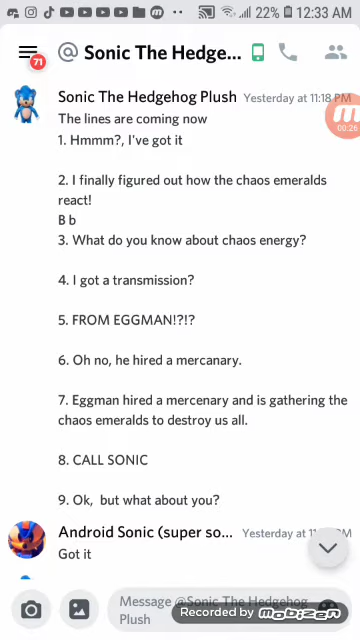 22% 12:33 AM
71
@ Sonic The Hedge...
Sonic The Hedgehog Plush Yesterday at 11:18 PM
00:26
The lines are coming now
1. Hmmm?, I've got it
2. I finally figured out how the chaos emeralds
react!
B b
3. What do you know about chaos energy?
4. I got a transmission?
5. FROM EGGMAN!?!?
6. Oh no, he hired a mercanary.
7. Eggman hired a mercenary and is gathering the
chaos emeralds to destroy us all.
8. CALL SONIC
9. Ok,  but what about you?
Android Sonic (super so... Yesterday at
Got it
Message @Sonic The Hedgehog
Plush
Recorded by mobizen